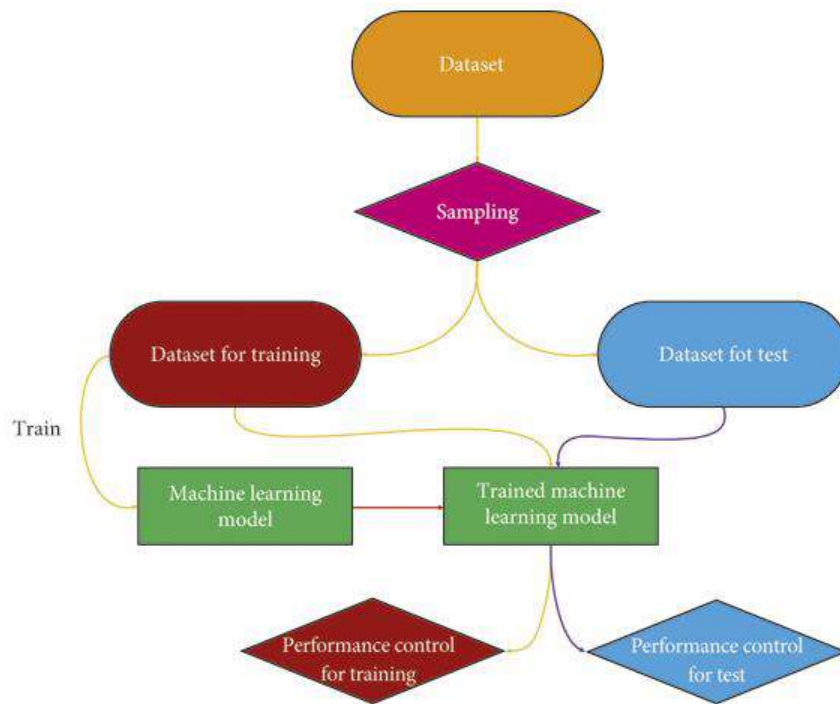 Dataset
Sampling
Dataset for training
Dataset fot test
Train
Machine learning
model
Trained machine
learning model
Performance control
for training
Performance control
for test